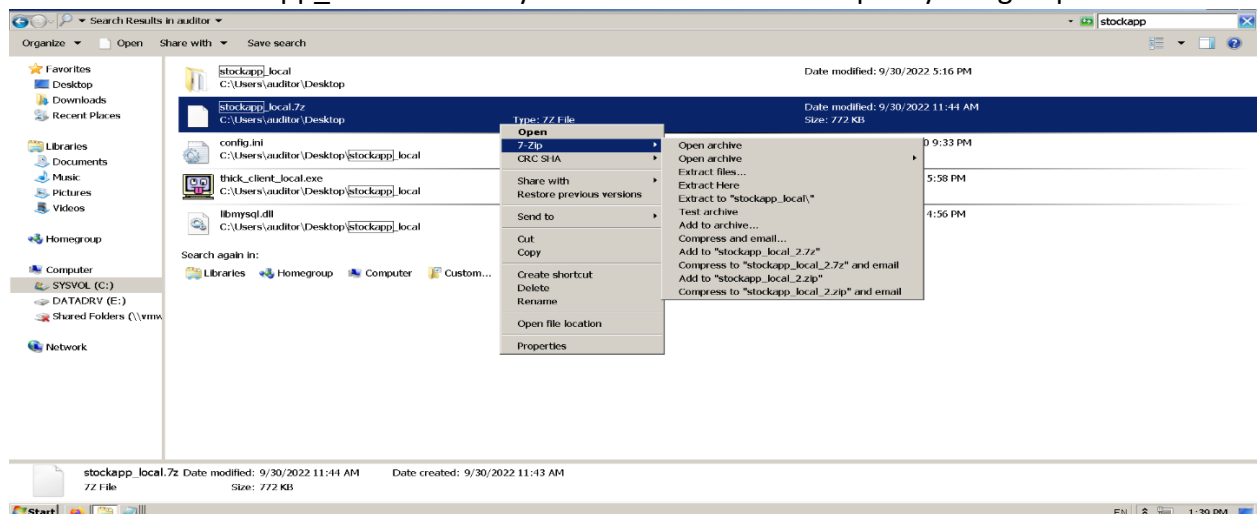 Search Results in auditor
stockapp
Organize Open Share with Save search
Favorites
Desktop
Downloads
Recent Places
Libraries
Documents
Music
Pictures
Videos
Homegroup
Computer
SYSVOL (C:)
DATADRV (E:)
Shared Folders (\\vmw
Network
stockapp_local Date modified: 9/30/2022 5:16 PM
C:\Users\auditor\Desktop
stockapp_local.7z Date modified: 9/30/2022 11:44 AM
C:\Users\auditor\Desktop Type: 7Z File Size: 772 KB
config.ini 9:33 PM
C:\Users\auditor\Desktop\stockapp_local
thick_client_local.exe 5:58 PM
C:\Users\auditor\Desktop\stockapp_local
libmysql.dll 4:56 PM
C:\Users\auditor\Desktop\stockapp_local
Search again in:
Libraries Homegroup Computer Custom...
Open
7-Zip
CRC SHA
Share with
Restore previous versions
Send to
Cut
Copy
Create shortcut
Delete
Rename
Open file location
Properties
Open archive
Open archive
Extract files...
Extract Here
Extract to "stockapp_local\"
Test archive
Add to archive...
Compress and email...
Add to "stockapp_local_2.7z"
Compress to "stockapp_local_2.7z" and email
Add to "stockapp_local_2.zip"
Compress to "stockapp_local_2.zip" and email
stockapp_local.7z Date modified: 9/30/2022 11:44 AM Date created: 9/30/2022 11:43 AM
7Z File Size: 772 KB
Start EN 1:39 PM